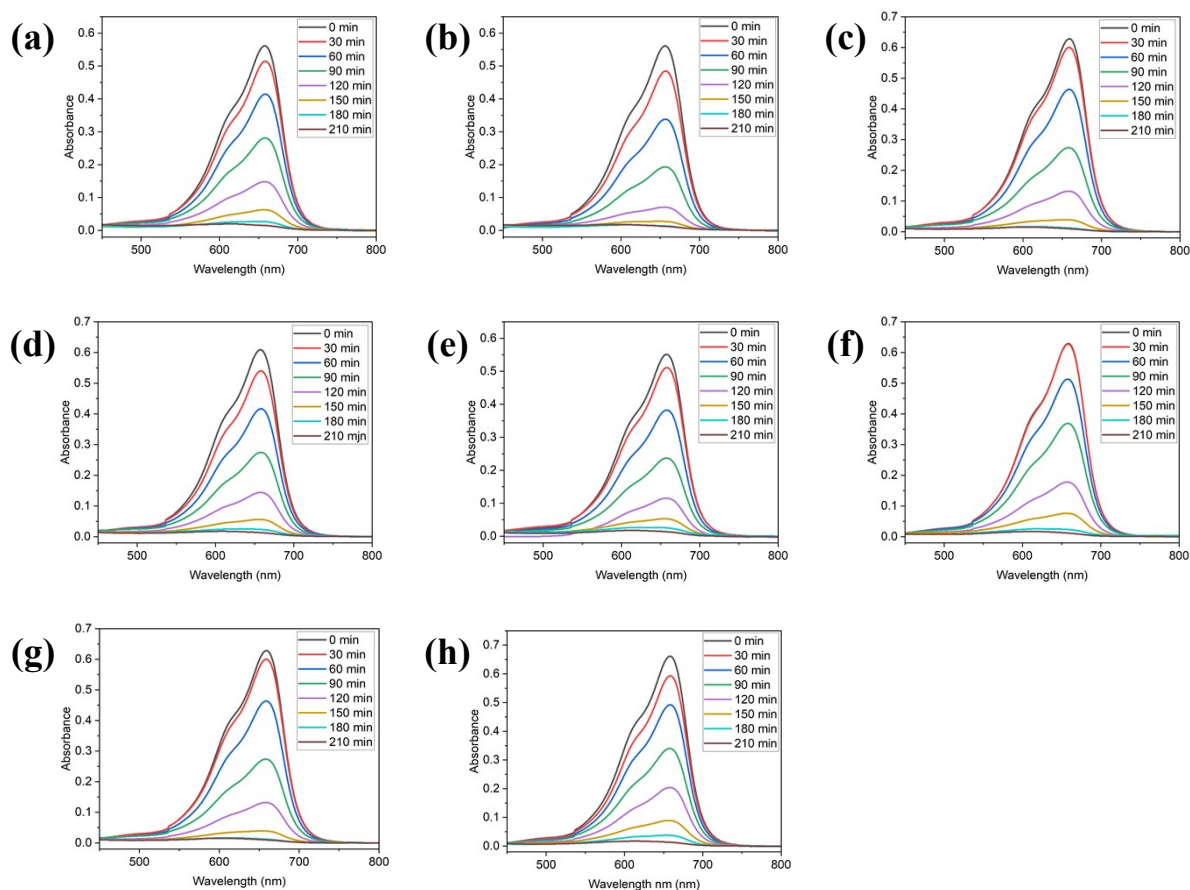 (a)
0.6
0.5
0.4
0.3
0.2
0.1
0.0
Absorbance
500
600
700
800
Wavelength (nm)
0 min
30 min
60 min
90 min
120 min
150 min
180 min
210 min
(b)
0.6
0.5
0.4
0.3
0.2
0.1
0.0
Absorbance
500
600
700
800
Wavelength (nm)
0 min
30 min
60 min
90 min
120 min
150 min
180 min
210 min
(c)
0.7
0.6
0.5
0.4
0.3
0.2
0.1
0.0
Absorbance
500
600
700
800
Wavelength (nm)
0 min
30 min
60 min
90 min
120 min
150 min
180 min
210 min
(d)
0.7
0.6
0.5
0.4
0.3
0.2
0.1
0.0
Absorbance
500
600
700
800
Wavelength (nm)
0 min
30 min
60 min
90 min
120 min
150 min
180 min
210 min
(e)
0.6
0.5
0.4
0.3
0.2
0.1
0.0
Absorbance
500
600
700
800
Wavelength (nm)
0 min
30 min
60 min
90 min
120 min
150 min
180 min
210 min
(f)
0.7
0.6
0.5
0.4
0.3
0.2
0.1
0.0
Absorbance
500
600
700
800
Wavelength (nm)
0 min
30 min
60 min
90 min
120 min
150 min
180 min
210 min
(g)
0.7
0.6
0.5
0.4
0.3
0.2
0.1
0.0
Absorbance
500
600
700
800
Wavelength (nm)
0 min
30 min
60 min
90 min
120 min
150 min
180 min
210 min
(h)
0.7
0.6
0.5
0.4
0.3
0.2
0.1
0.0
Absorbance
500
600
700
800
Wavelength nm (nm)
0 min
30 min
60 min
90 min
120 min
150 min
180 min
210 min